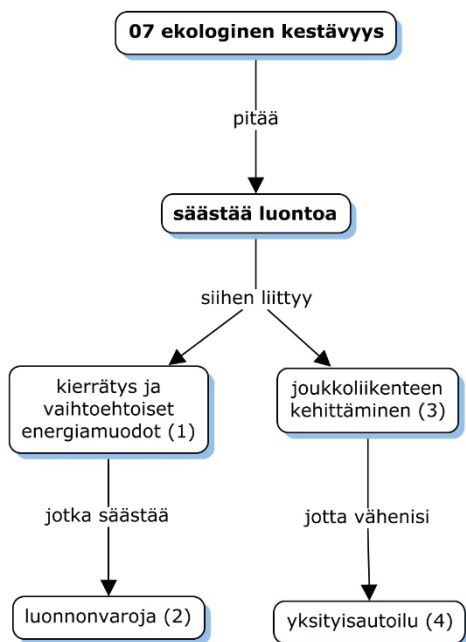 07 ekologinen kestävyys
pitää
säästää luontoa
siihen liittyy
kierrätys ja
vaihtoehtoiset
energiamuodot (1)
joukkoliikenteen
kehittäminen (3)
jotka säästää
jotta vähenisi
luonnonvaroja (2)
yksityisautoilu (4)